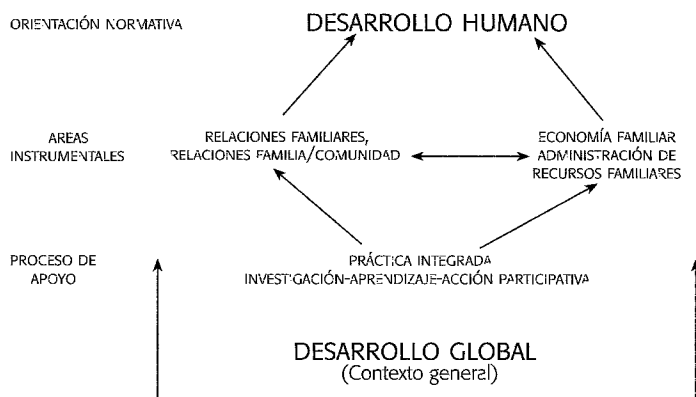 ORIENTACIÓN NORMATIVA
DESARROLLO HUMANO
AREAS
INSTRUMENTALES
RELACIONES FAMILIARES,
RELACIONES FAMILIA/COMUNIDAD
ECONOMÍA FAMILIAR
ADMINISTRACIÓN DE
RECURSOS FAMILIARES
PROCESO DE
APOYO
PRÁCTICA INTEGRADA
INVESTIGACIÓN-APRENDIZAJE-ACCIÓN PARTICIPATIVA
DESARROLLO GLOBAL
(Contexto general)